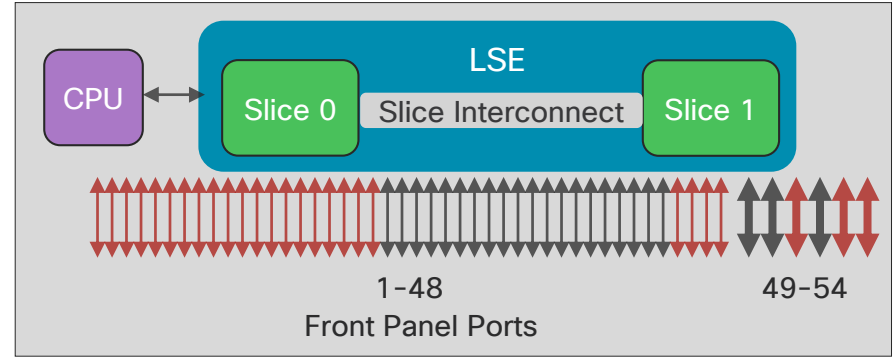 LSE
CPU
Slice 0
Slice Interconnect
Slice 1
1-48
49-54
Front Panel Ports